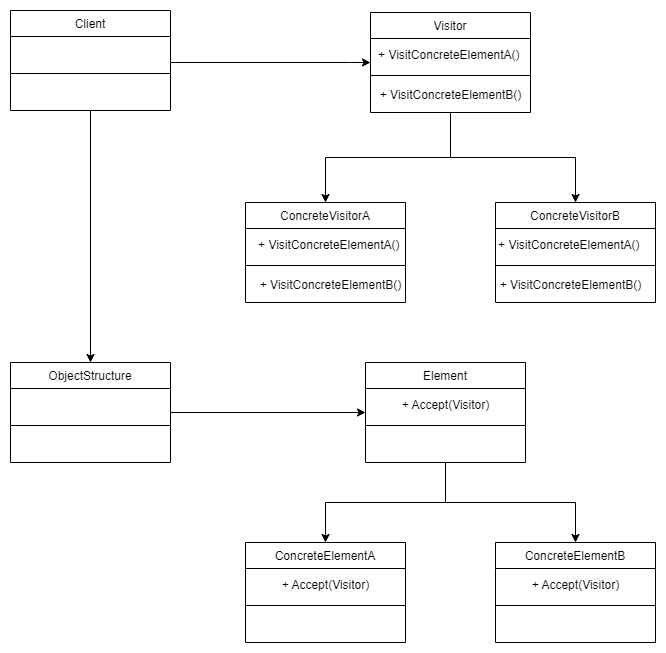 Client
Visitor
+ VisitConcreteElementA()
+ VisitConcreteElementB()
ConcreteVisitorA
+ VisitConcreteElementA()
+ VisitConcreteElementB()
ConcreteVisitorB
+ VisitConcreteElementA()
+ VisitConcreteElementB()
ObjectStructure
Element
+ Accept(Visitor)
ConcreteElementA
+ Accept(Visitor)
ConcreteElementB
+ Accept(Visitor)